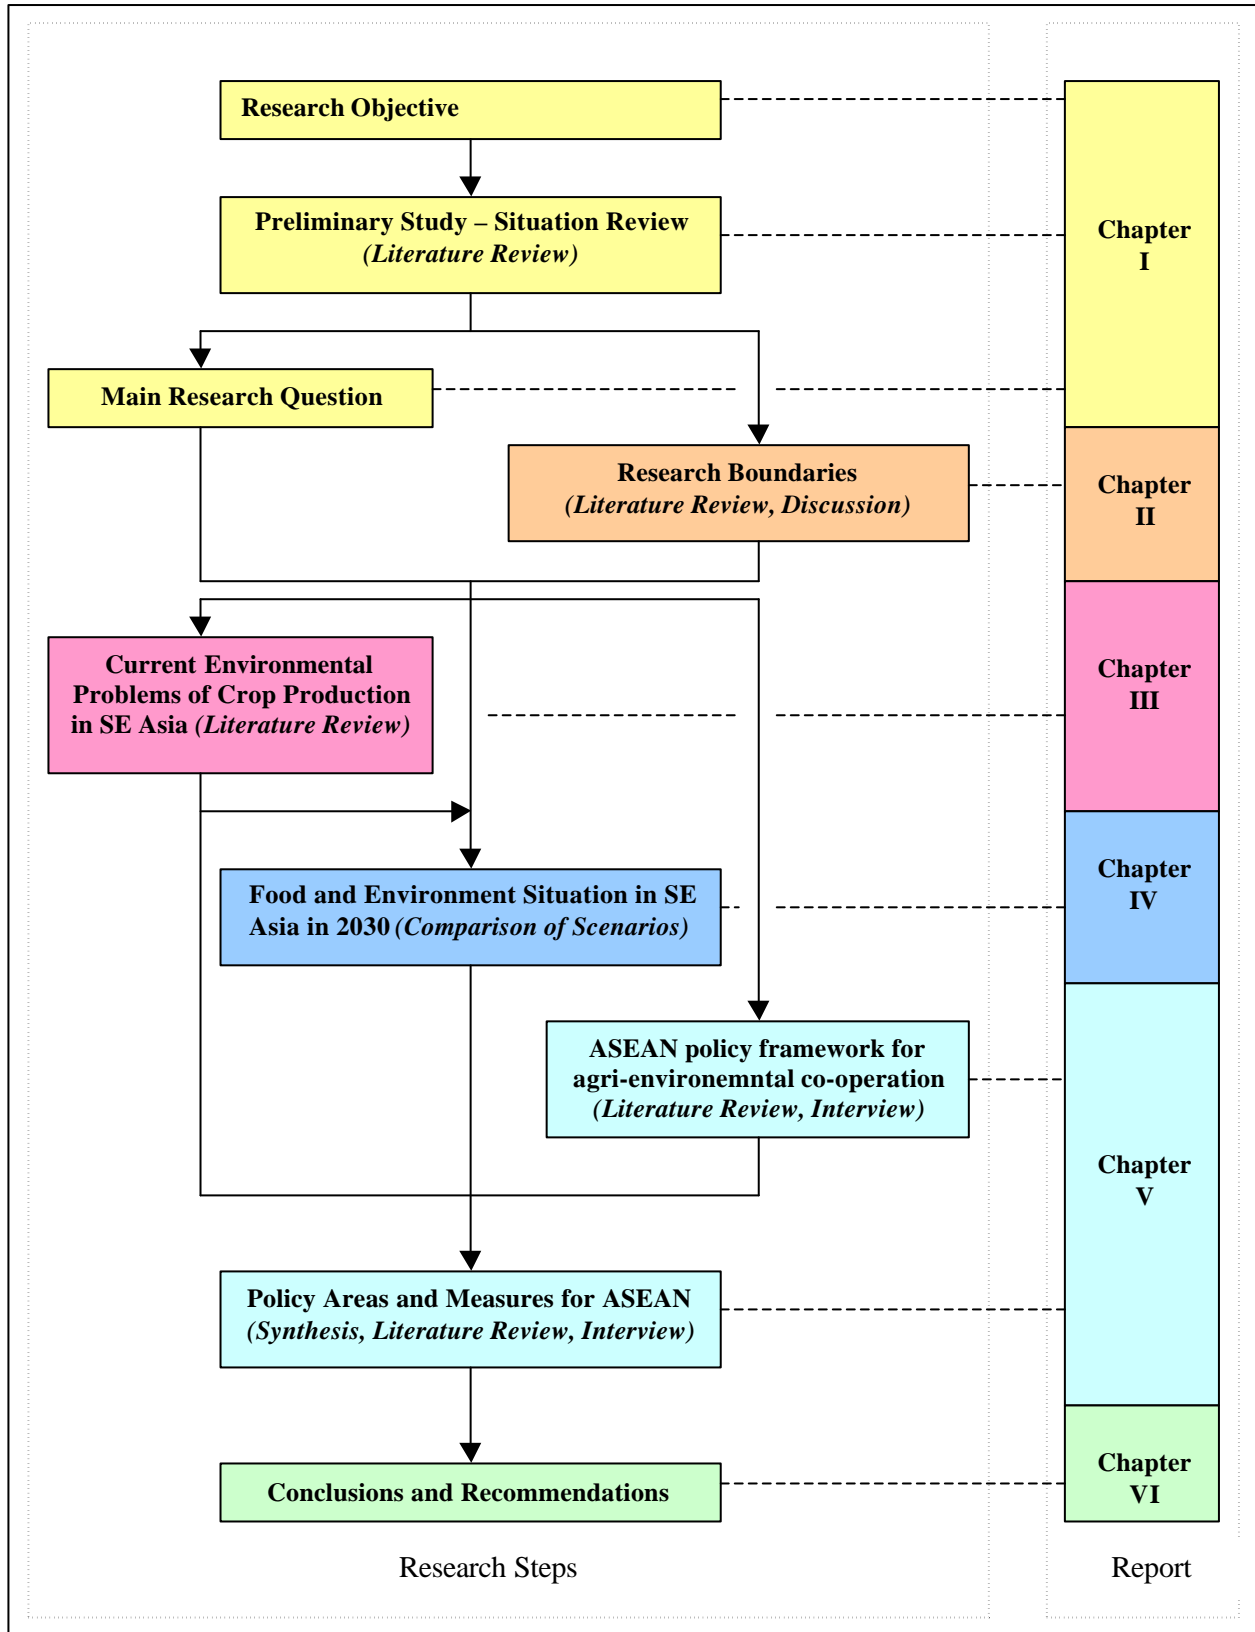 Research Objective
Preliminary Study – Situation Review
(Literature Review)
Chapter
I
Main Research Question
Research Boundaries
(Literature Review, Discussion)
Chapter
II
Current Environmental
Problems of Crop Production
in SE Asia (Literature Review)
Chapter
III
Food and Environment Situation in SE
Asia in 2030 (Comparison of Scenarios)
Chapter
IV
ASEAN policy framework for
agri-environemntal co-operation
(Literature Review, Interview)
Chapter
V
Policy Areas and Measures for ASEAN
(Synthesis, Literature Review, Interview)
Conclusions and Recommendations
Chapter
VI
Research Steps
Report